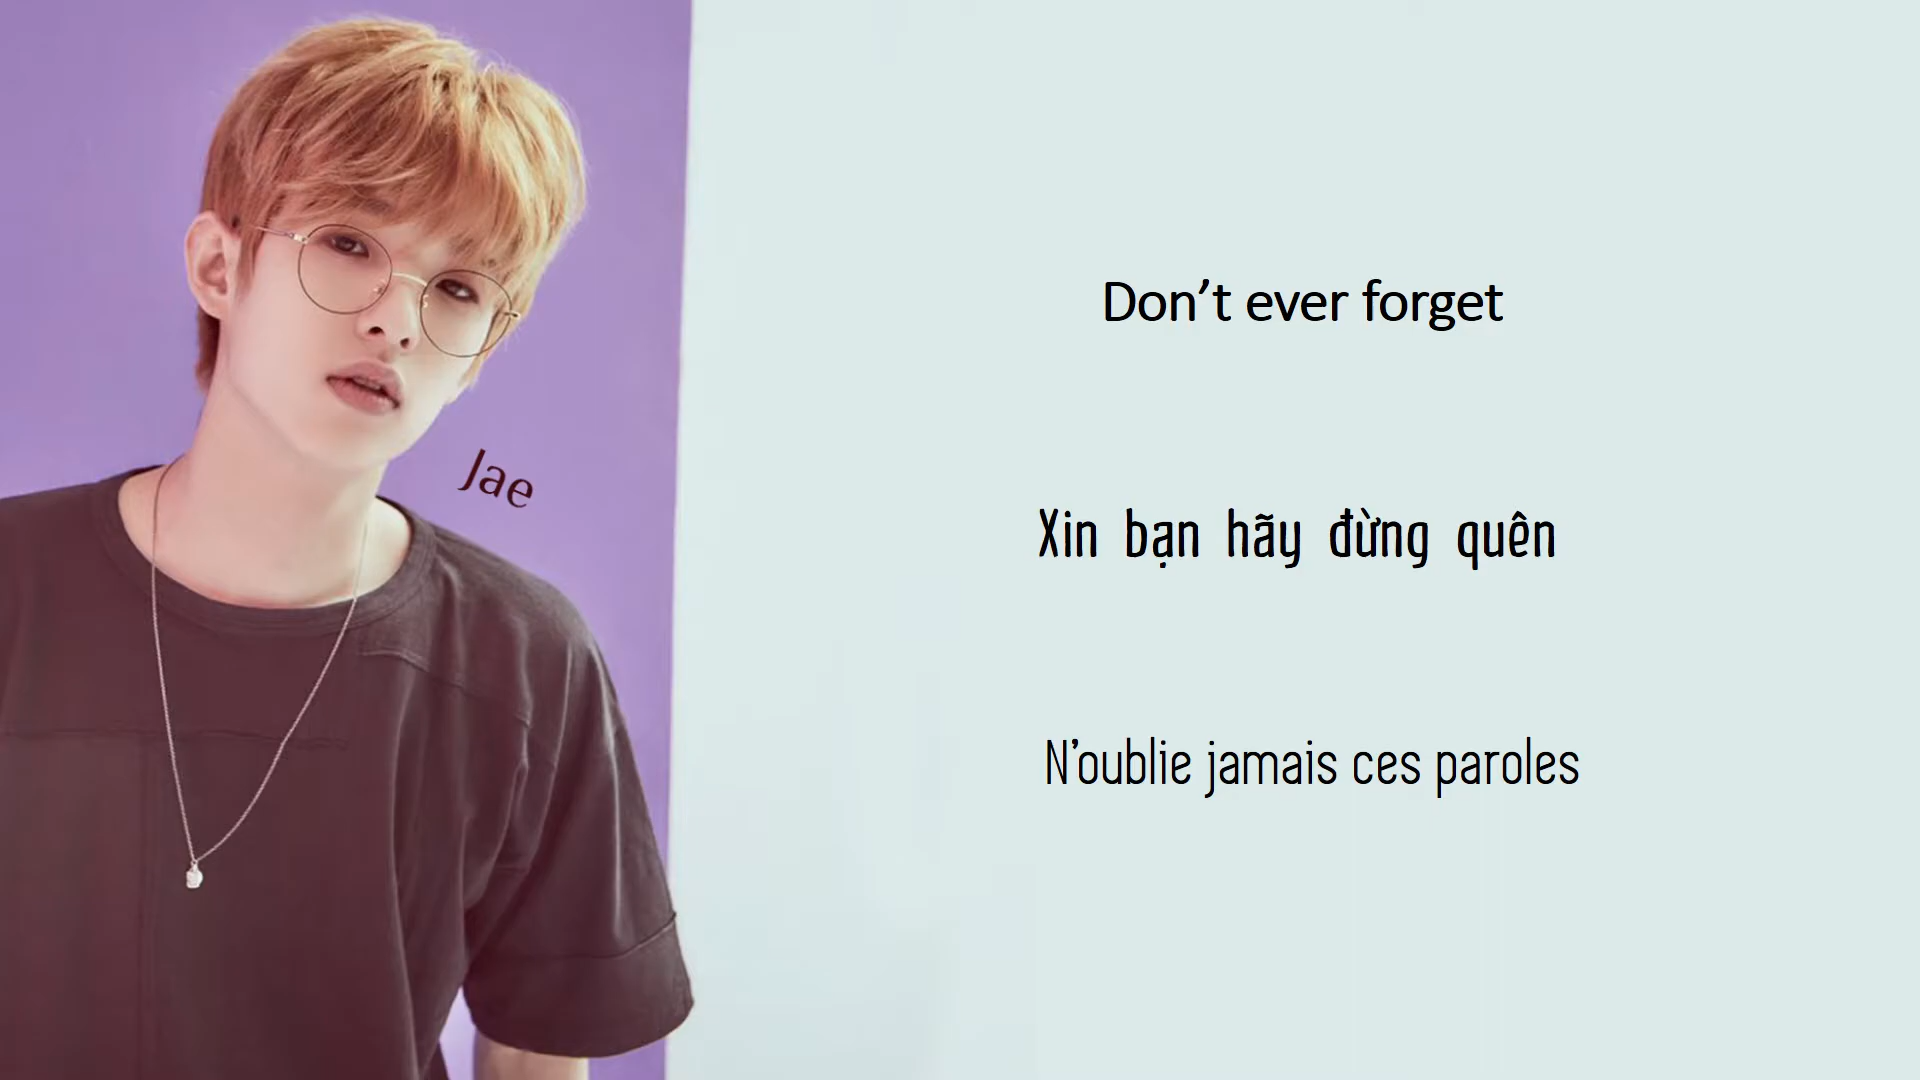 Jae
Don’t ever forget
Xin bạn hãy đừng quên
N’oublie jamais ces paroles